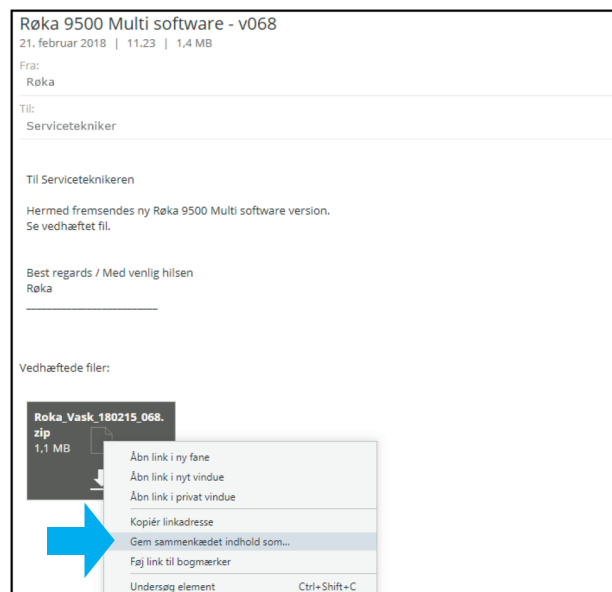 Røka 9500 Multi software - v068
21. februar 2018 | 11.23 | 1,4 MB
Fra:
Røka
Til:
Servicetekniker
Til Serviceteknikeren
Hermed fremsendes ny Røka 9500 Multi software version.
Se vedhæftet fil.
Best regards / Med venlig hilsen
Røka
Vedhæftede filer:
Roka_Vask_180215_068.
zip
1,1 MB
Åbn link i ny fane
Åbn link i nyt vindue
Åbn link i privat vindue
Kopiér linkadresse
Gem sammenkædet indhold som...
Føj link til bogmærker
Undersøg element Ctrl+Shift+C